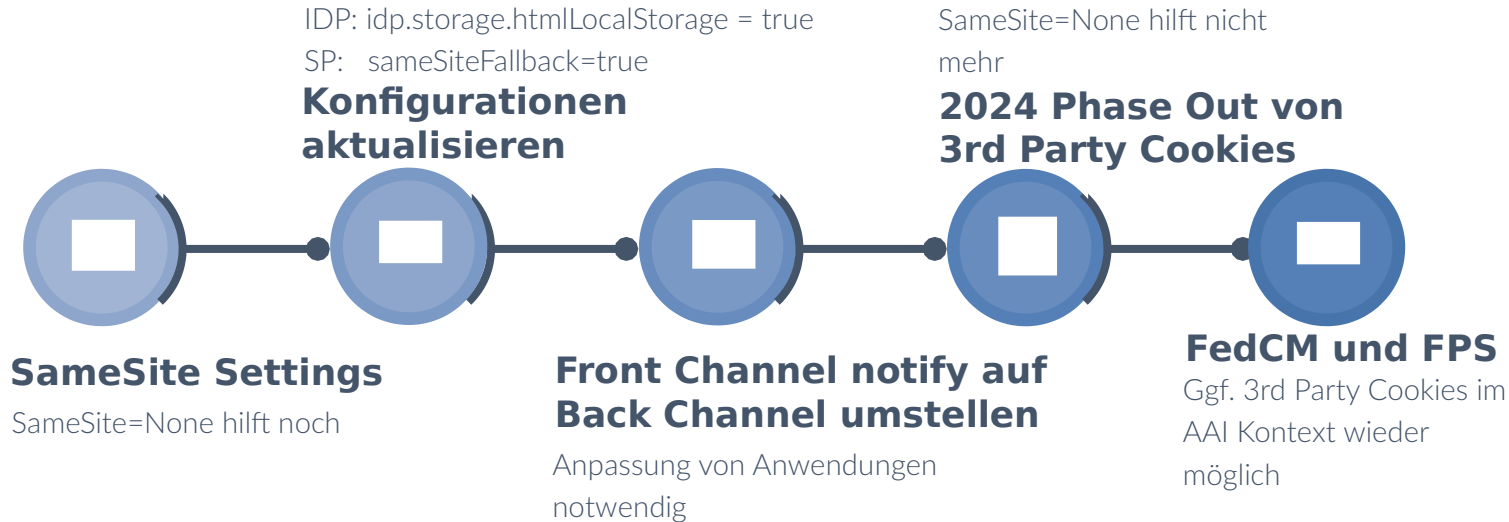 IDP: idp.storage.htmlLocalStorage = true
SP: sameSiteFallback=true
Konfigurationen
aktualisieren
SameSite=None hilft nicht
mehr
2024 Phase Out von
3rd Party Cookies
SameSite Settings
SameSite=None hilft noch
Front Channel notify auf
Back Channel umstellen
Anpassung von Anwendungen
notwendig
FedCM und FPS
Ggf. 3rd Party Cookies im
AAI Kontext wieder
möglich